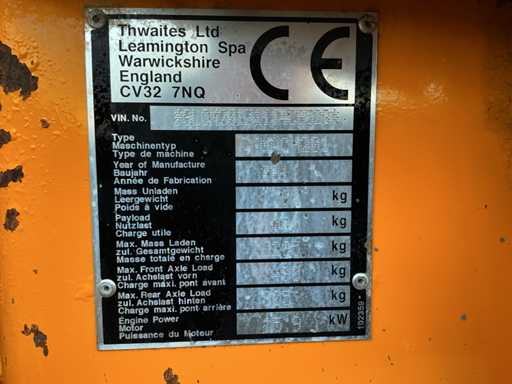 Thwaites Ltd
Leamington Spa
Warwickshire
England
CV32 7NQ
CE
VIN. No.
Type
Maschinentyp
Type de machine
Year of Manufacture
Baujahr
Année de Fabrication
Mass Unladen
Leergewicht
Poids à vide
kg
Payload
Nutzlast
Charge utile
kg
Max. Mass Laden
zul. Gesamtgewicht
Masse totale en charge
kg
Max. Front Axle Load
zul. Achslast vorn
Charge maxi. pont avant
kg
Max. Rear Axle Load
zul. Achslast hinten
Charge maxi. pont arrière
kg
Engine Power
Motor
Puissance du Moteur
kW